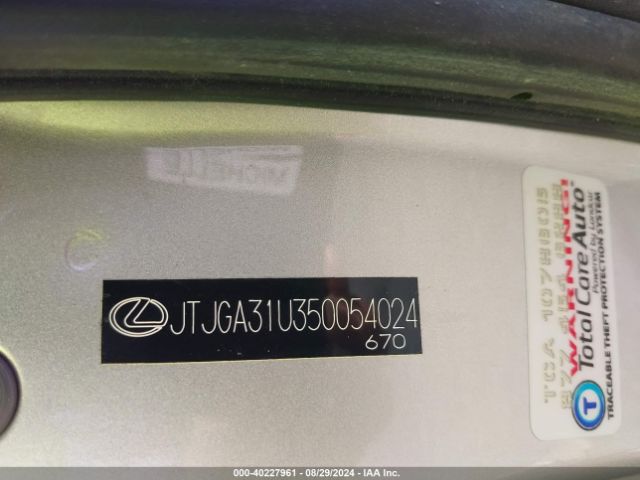 JTJGA31U350054024
670
WARNING!
Total Care Auto
Powered by Landcar
TRACEABLE THEFT PROTECTION SYSTEM
000-40227961 - 08/29/2024 - IAA Inc.